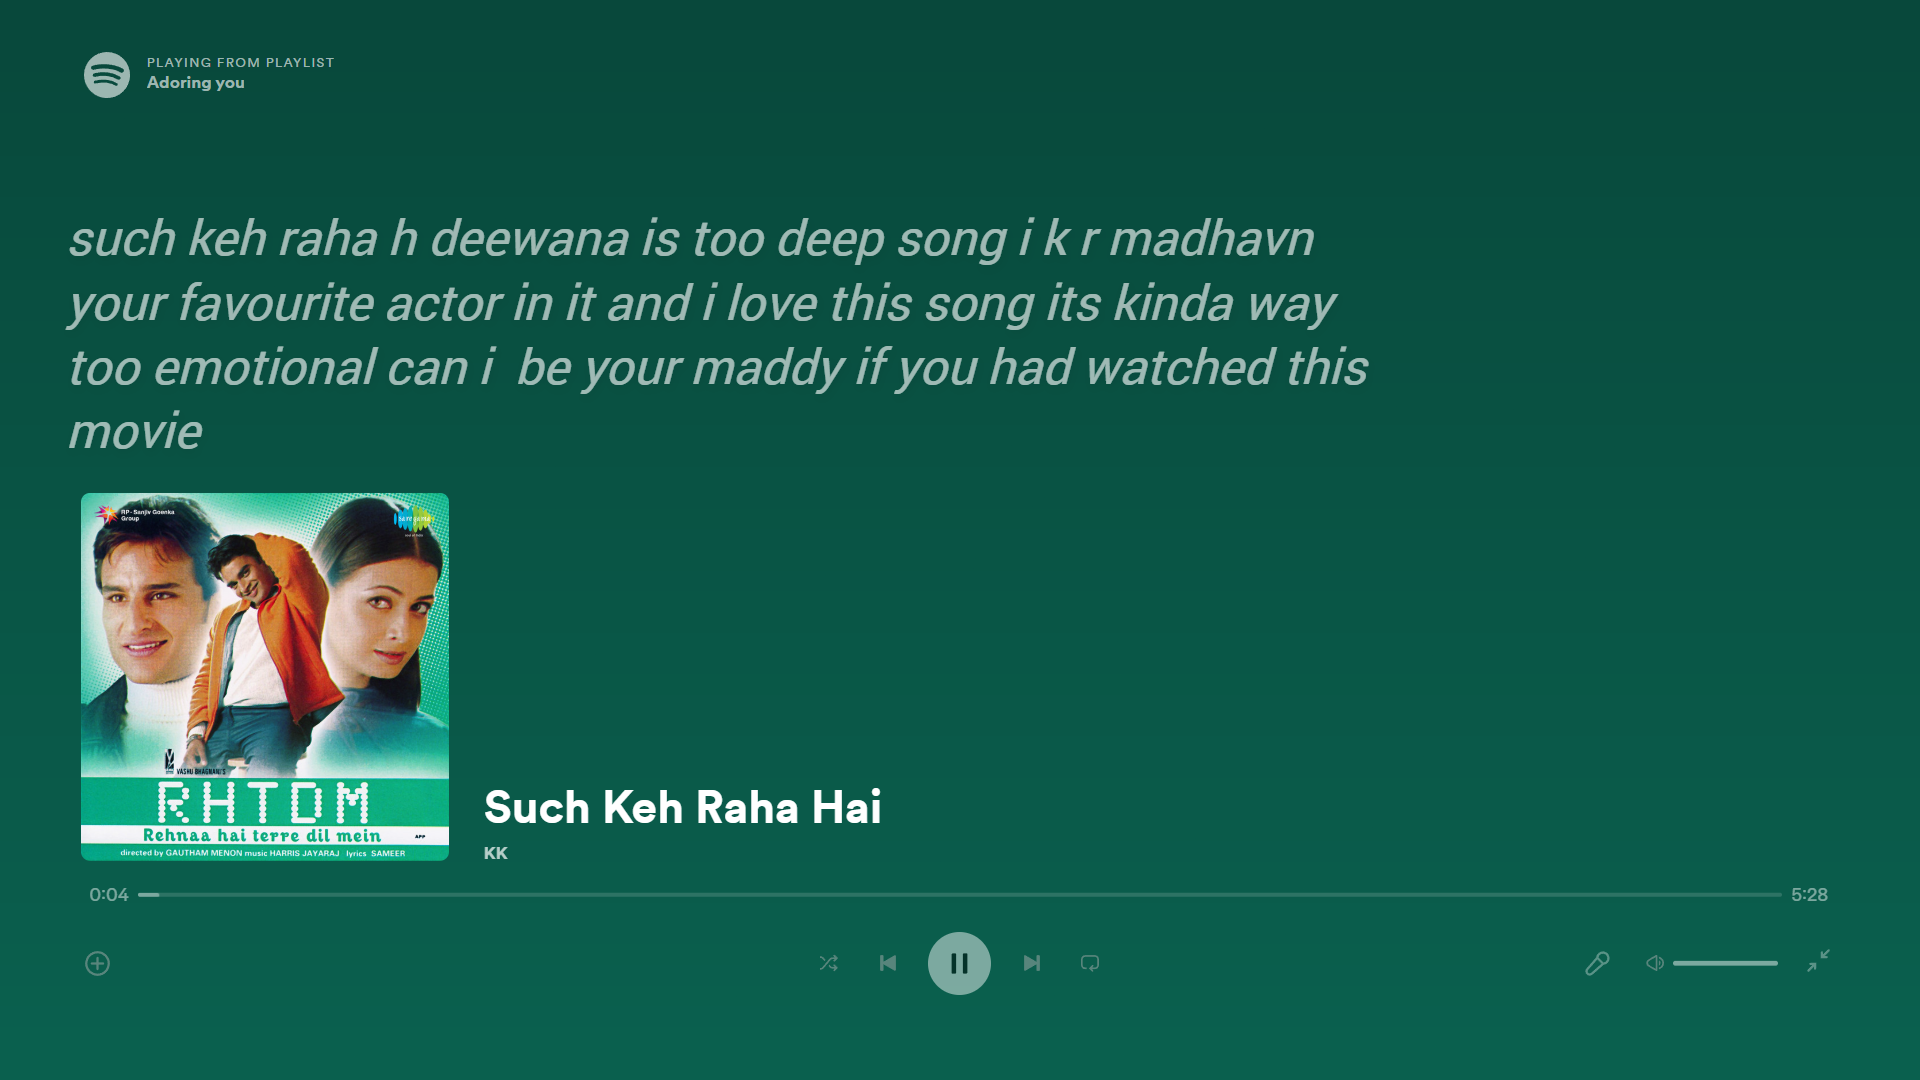 PLAYING FROM PLAYLIST
Adoring you
such keh raha h deewana is too deep song i k r madhavn
your favourite actor in it and i love this song its kinda way
too emotional can i  be your maddy if you had watched this
movie
RP - Sanjiv Goenka
Group
saregama
VASHU BHAGNANI'S
RHTDM
Rehnaa hai terre dil mein
APP
directed by GAUTHAM MENON music HARRIS JAYARAJ lyrics SAMEER
Such Keh Raha Hai
KK
0:04
5:28